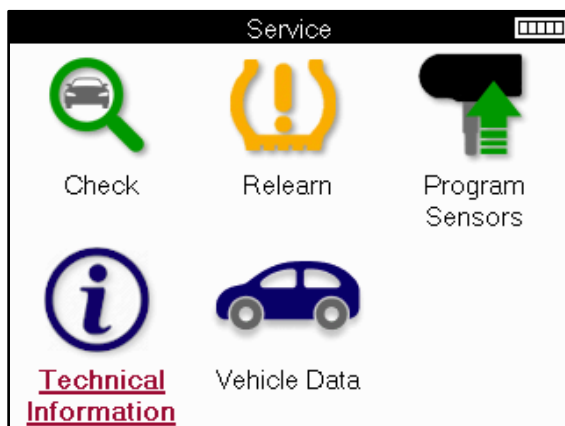 Service
Check
Relearn
Program
Sensors
Technical
Information
Vehicle Data